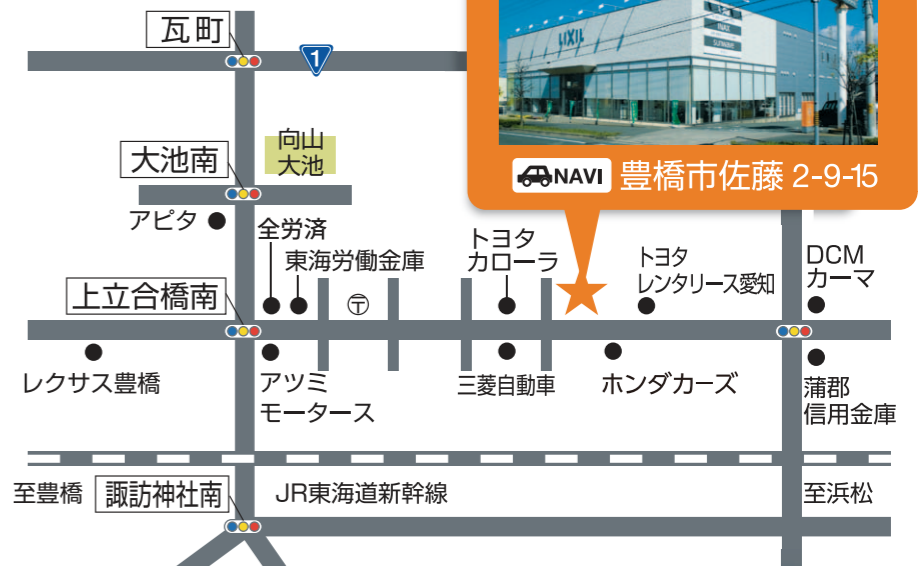 瓦町
1
LIXIL
大池南
向山
大池
NAVI 豊橋市佐藤 2-9-15
アピタ
全労済
東海労働金庫
トヨタ
カローラ
トヨタ
レンタリース愛知
DCM
カーマ
上立合橋南
〒
レクサス豊橋
アツミ
モータース
三菱自動車
ホンダカーズ
蒲郡
信用金庫
至豊橋
諏訪神社南
JR東海道新幹線
至浜松